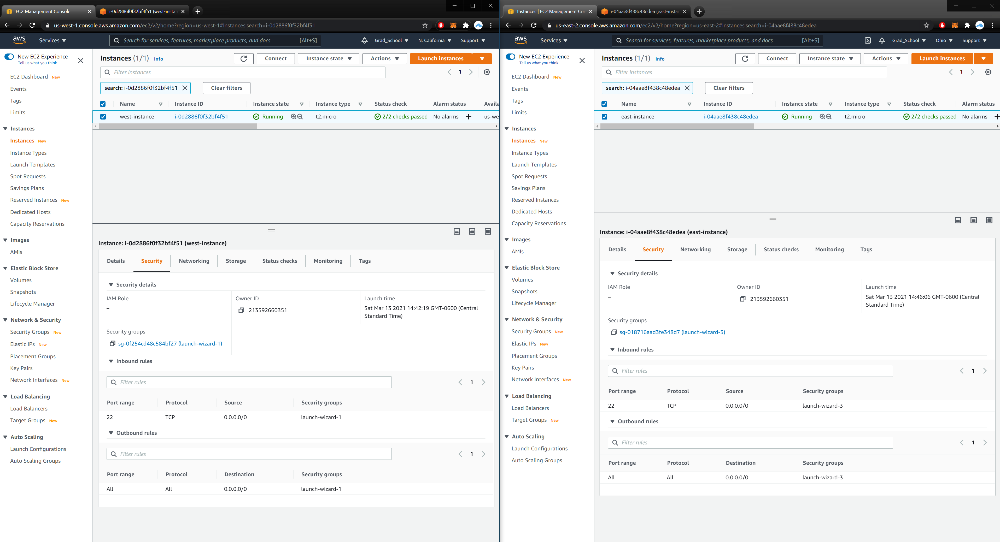 EC2 Management Console
i-0d2886f0f32bf4f51 (west-instan
us-west-1.console.aws.amazon.com/ec2/v2/home?region=us-west-1#Instances:search=i-0d2886f0f32bf4f51
aws Services Search for services, features, marketplace products, and docs [Alt+S] Grad_School N. California Support
New EC2 Experience
Tell us what you think
EC2 Dashboard New
Events
Tags
Limits
Instances
Instances New
Instance Types
Launch Templates
Spot Requests
Savings Plans
Reserved Instances New
Dedicated Hosts
Capacity Reservations
Images
AMIs
Elastic Block Store
Volumes
Snapshots
Lifecycle Manager
Network & Security
Security Groups New
Elastic IPs New
Placement Groups
Key Pairs
Network Interfaces New
Load Balancing
Load Balancers
Target Groups New
Auto Scaling
Launch Configurations
Auto Scaling Groups
Instances (1/1) Info Connect Instance state Actions Launch instances
Filter instances 1
search: i-0d2886f0f32bf4f51 Clear filters
Name Instance ID Instance state Instance type Status check Alarm status Availa
west-instance i-0d2886f0f32bf4f51 Running t2.micro 2/2 checks passed No alarms us-we
Instance: i-0d2886f0f32bf4f51 (west-instance)
Details Security Networking Storage Status checks Monitoring Tags
Security details
IAM Role Owner ID Launch time
– 213592660351 Sat Mar 13 2021 14:42:19 GMT-0600 (Central
Standard Time)
Security groups
sg-0f254cd48c584bf27 (launch-wizard-1)
Inbound rules
Filter rules 1
Port range Protocol Source Security groups
22 TCP 0.0.0.0/0 launch-wizard-1
Outbound rules
Filter rules 1
Port range Protocol Destination Security groups
All All 0.0.0.0/0 launch-wizard-1
Instances | EC2 Management Con
i-04aae8f438c48edea (east-instan
us-east-2.console.aws.amazon.com/ec2/v2/home?region=us-east-2#Instances:search=i-04aae8f438c48edea
aws Services Search for services, features, marketplace products, and docs [Alt+S] Grad_School Ohio Support
New EC2 Experience
Tell us what you think
EC2 Dashboard New
Events
Tags
Limits
Instances
Instances New
Instance Types
Launch Templates
Spot Requests
Savings Plans
Reserved Instances
Dedicated Hosts
Capacity Reservations
Images
AMIs
Elastic Block Store
Volumes
Snapshots
Lifecycle Manager
Network & Security
Security Groups New
Elastic IPs New
Placement Groups
Key Pairs
Network Interfaces New
Load Balancing
Load Balancers
Target Groups New
Auto Scaling
Launch Configurations
Auto Scaling Groups
Instances (1/1) Info Connect Instance state Actions Launch instances
Filter instances 1
search: i-04aae8f438c48edea Clear filters
Name Instance ID Instance state Instance type Status check Alarm status
east-instance i-04aae8f438c48edea Running t2.micro 2/2 checks passed No alarms
Instance: i-04aae8f438c48edea (east-instance)
Details Security Networking Storage Status checks Monitoring Tags
Security details
IAM Role Owner ID Launch time
– 213592660351 Sat Mar 13 2021 14:46:06 GMT-0600 (Central
Standard Time)
Security groups
sg-018716aad3fe348d7 (launch-wizard-3)
Inbound rules
Filter rules 1
Port range Protocol Source Security groups
22 TCP 0.0.0.0/0 launch-wizard-3
Outbound rules
Filter rules 1
Port range Protocol Destination Security groups
All All 0.0.0.0/0 launch-wizard-3